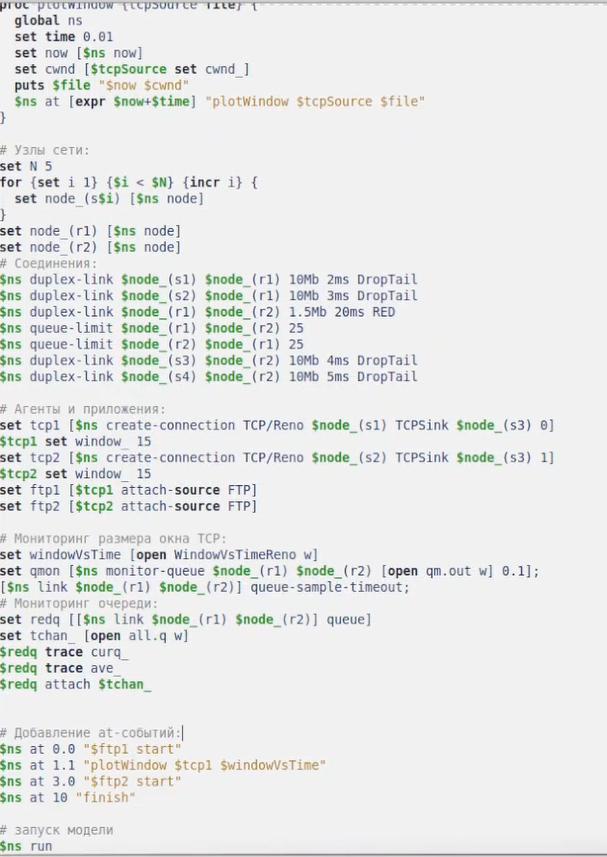 proc plotWindow {tcpSource file} {
  global ns
  set time 0.01
  set now [$ns now]
  set cwnd [$tcpSource set cwnd_]
  puts $file "$now $cwnd"
  $ns at [expr $now+$time] "plotWindow $tcpSource $file"
}

# Узлы сети:
set N 5
for {set i 1} {$i < $N} {incr i} {
  set node_(s$i) [$ns node]
}
set node_(r1) [$ns node]
set node_(r2) [$ns node]
# Соединения:
$ns duplex-link $node_(s1) $node_(r1) 10Mb 2ms DropTail
$ns duplex-link $node_(s2) $node_(r1) 10Mb 3ms DropTail
$ns duplex-link $node_(r1) $node_(r2) 1.5Mb 20ms RED
$ns queue-limit $node_(r1) $node_(r2) 25
$ns queue-limit $node_(r2) $node_(r1) 25
$ns duplex-link $node_(s3) $node_(r2) 10Mb 4ms DropTail
$ns duplex-link $node_(s4) $node_(r2) 10Mb 5ms DropTail

# Агенты и приложения:
set tcp1 [$ns create-connection TCP/Reno $node_(s1) TCPSink $node_(s3) 0]
$tcp1 set window_ 15
set tcp2 [$ns create-connection TCP/Reno $node_(s2) TCPSink $node_(s3) 1]
$tcp2 set window_ 15
set ftp1 [$tcp1 attach-source FTP]
set ftp2 [$tcp2 attach-source FTP]

# Мониторинг размера окна TCP:
set windowVsTime [open WindowVsTimeReno w]
set qmon [$ns monitor-queue $node_(r1) $node_(r2) [open qm.out w] 0.1];
[$ns link $node_(r1) $node_(r2)] queue-sample-timeout;
# Мониторинг очереди:
set redq [[$ns link $node_(r1) $node_(r2)] queue]
set tchan_ [open all.q w]
$redq trace curq_
$redq trace ave_
$redq attach $tchan_

# Добавление at-событий:
$ns at 0.0 "$ftp1 start"
$ns at 1.1 "plotWindow $tcp1 $windowVsTime"
$ns at 3.0 "$ftp2 start"
$ns at 10 "finish"

# запуск модели
$ns run